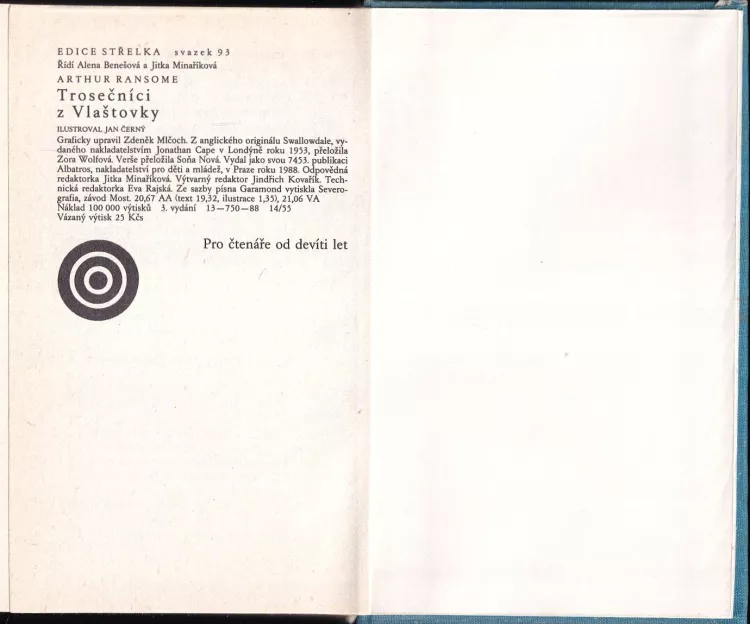 EDICE STŘELKA svazek 93
Řídí Alena Benešová a Jitka Minaříková
ARTHUR RANSOME
Trosečníci
z Vlaštovky
ILUSTROVAL JAN ČERNÝ
Graficky upravil Zdeněk Mlčoch. Z anglického originálu Swallowdale, vy-
daného nakladatelstvím Jonathan Cape v Londýně roku 1953, přeložila
Zora Wolfová. Verše přeložila Soňa Nová. Vydal jako svou 7453. publikaci
Albatros, nakladatelství pro děti a mládež, v Praze roku 1988. Odpovědná
redaktorka Jitka Minaříková. Výtvarný redaktor Jindřich Kovařík. Tech-
nická redaktorka Eva Rajská. Ze sazby písma Garamond vytiskla Severo-
grafia, závod Most. 20,67 AA (text 19,32, ilustrace 1,35), 21,06 VA
Náklad 100 000 výtisků 3. vydání 13—750—88 14/55
Vázaný výtisk 25 Kčs
Pro čtenáře od devíti let